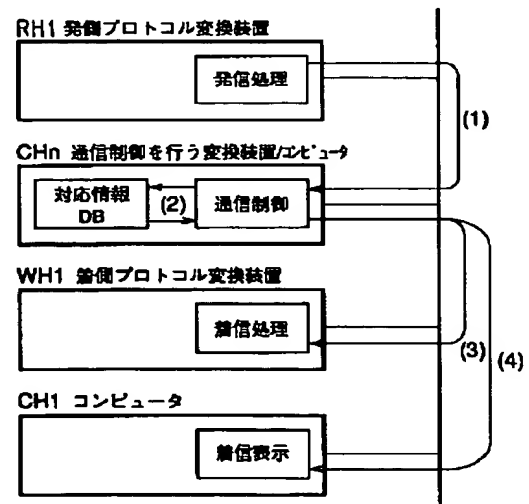 RH1 発側プロトコル変換装置
発信処理
(1)
CHn 通信制御を行う変換装置/コンピュータ
対応情報
DB
(2)
通信制御
WH1 着側プロトコル変換装置
着信処理
(3)
(4)
CH1 コンピュータ
着信表示